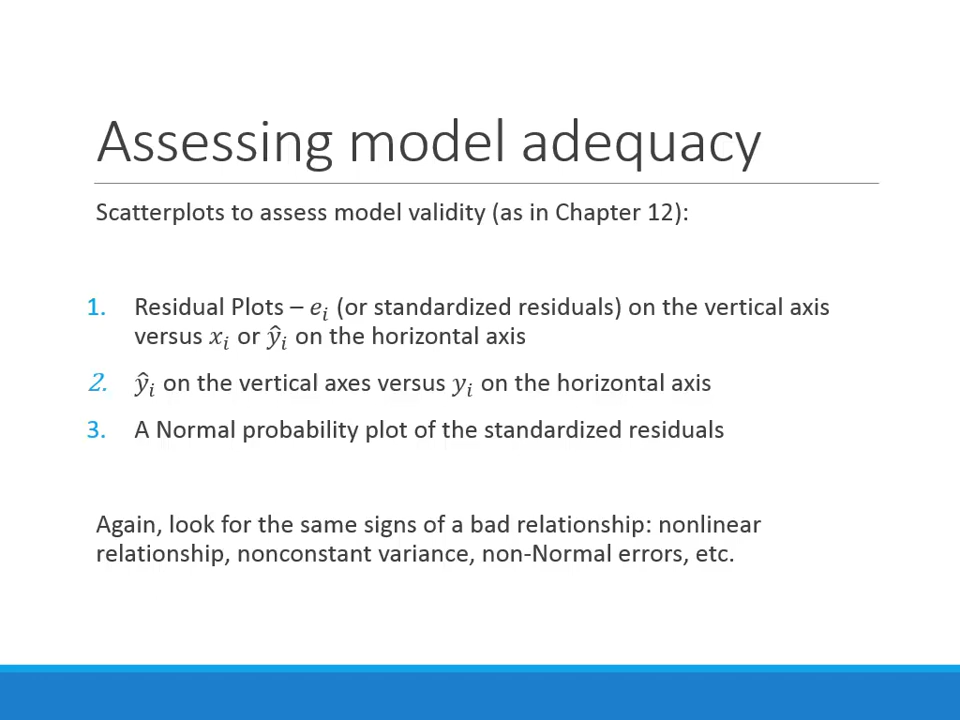 Assessing model adequacy
Scatterplots to assess model validity (as in Chapter 12):
1. Residual Plots – eᵢ (or standardized residuals) on the vertical axis
versus xᵢ or ŷᵢ on the horizontal axis
2. ŷᵢ on the vertical axes versus yᵢ on the horizontal axis
3. A Normal probability plot of the standardized residuals
Again, look for the same signs of a bad relationship: nonlinear
relationship, nonconstant variance, non-Normal errors, etc.